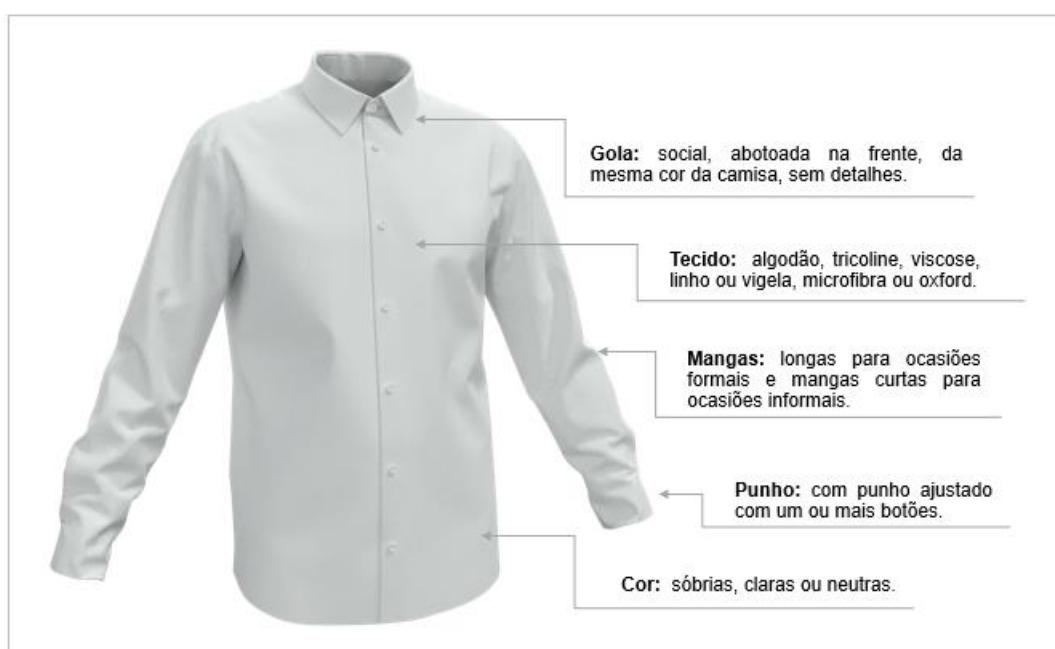 Gola: social, abotoada na frente, da
mesma cor da camisa, sem detalhes.
Tecido: algodão, tricoline, viscose,
linho ou vigela, microfibra ou oxford.
Mangas: longas para ocasiões
formais e mangas curtas para
ocasiões informais.
Punho: com punho ajustado
com um ou mais botões.
Cor: sóbrias, claras ou neutras.